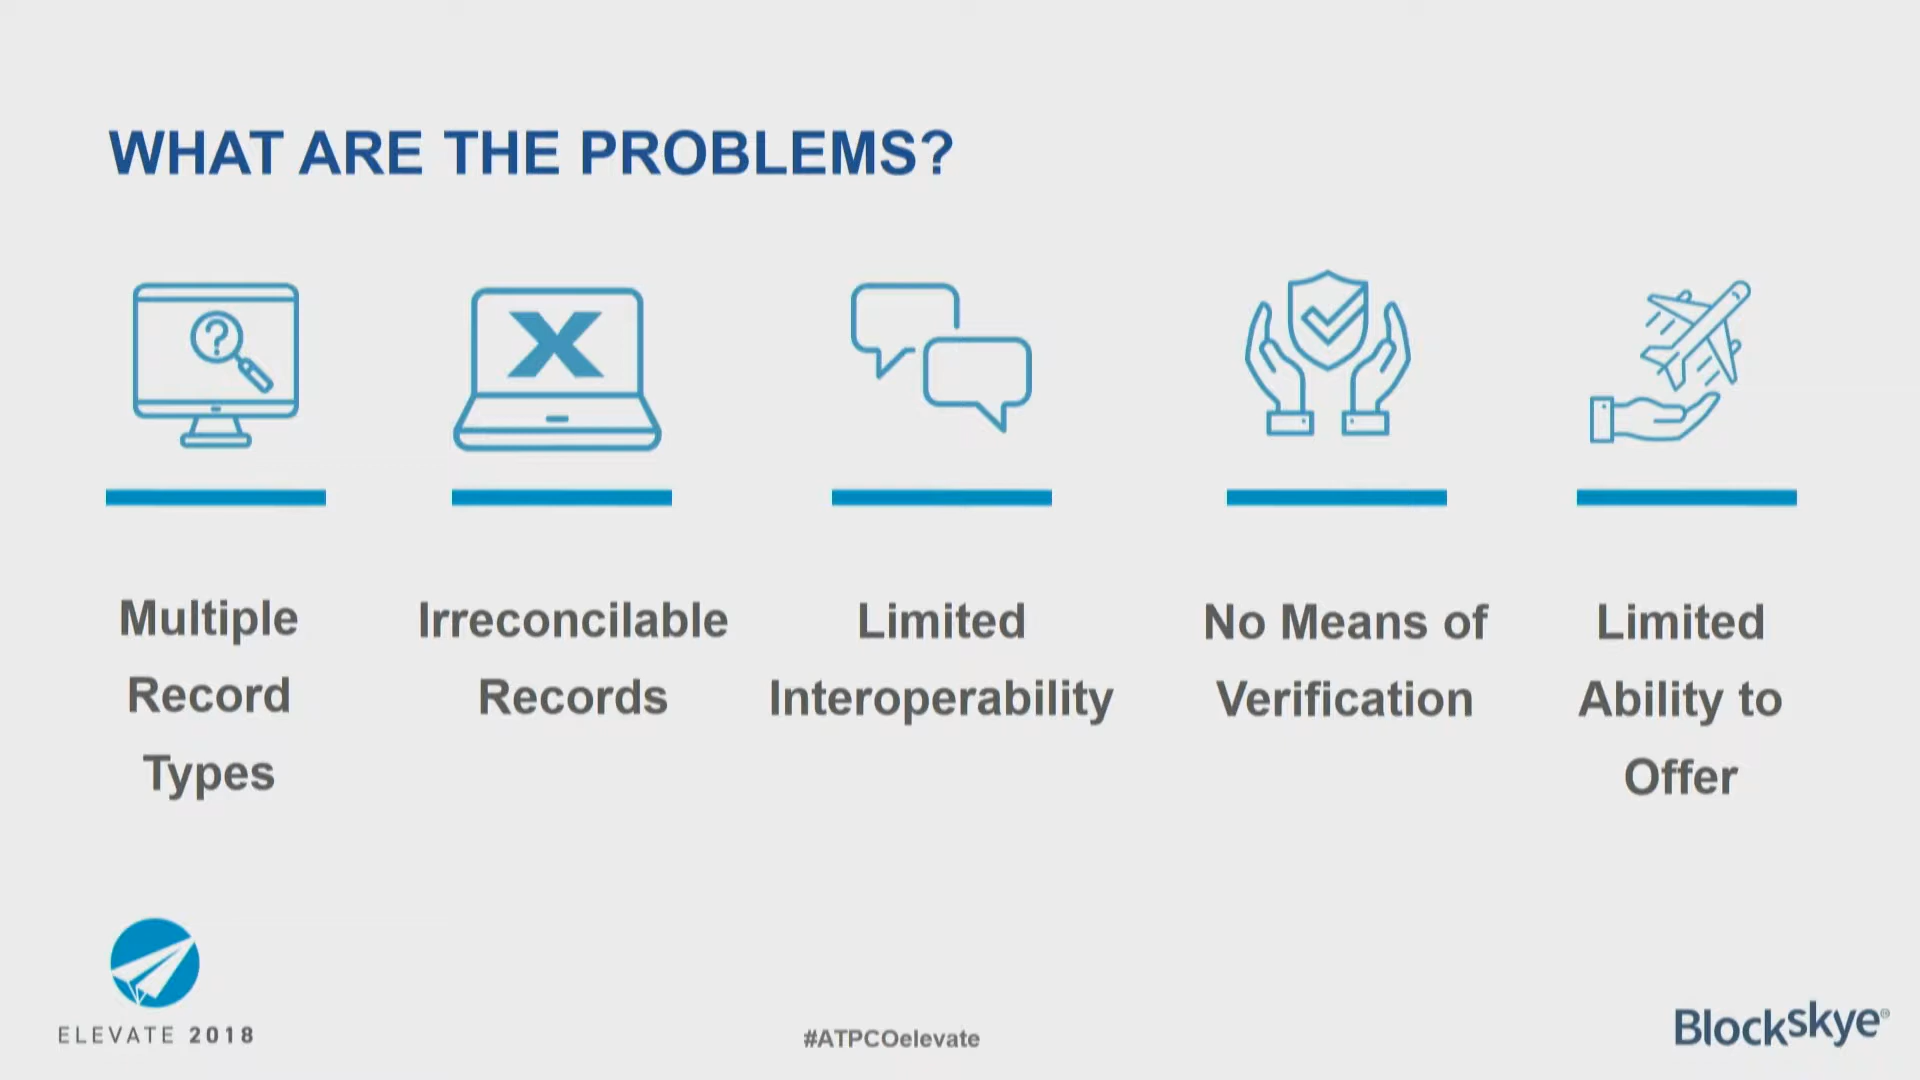 WHAT ARE THE PROBLEMS?
?
X
Multiple
Record
Types
Irreconcilable
Records
Limited
Interoperability
No Means of
Verification
Limited
Ability to
Offer
ELEVATE 2018
#ATPCOelevate
Blockskye®